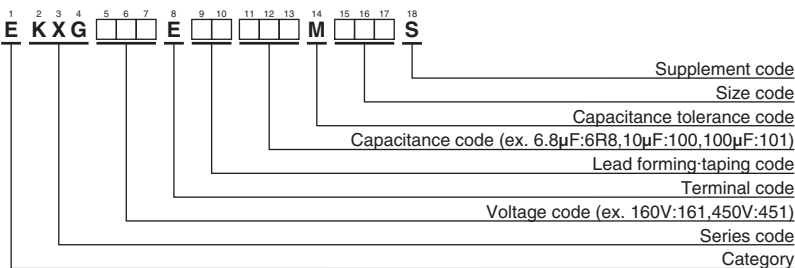 1 2 3 4 5 6 7 8 9 10 11 12 13 14 15 16 17 18
E KXG E M S
Supplement code
Size code
Capacitance tolerance code
Capacitance code (ex. 6.8µF:6R8,10µF:100,100µF:101)
Lead forming·taping code
Terminal code
Voltage code (ex. 160V:161,450V:451)
Series code
Category